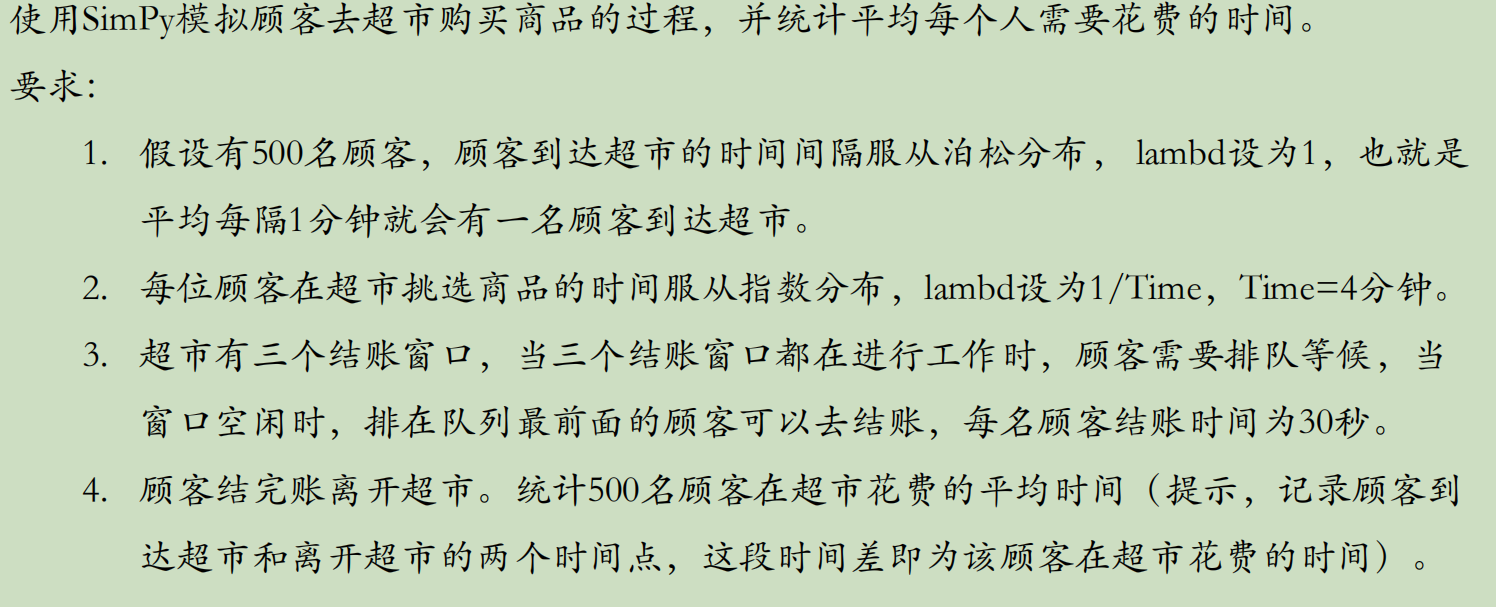 使用SimPy模拟顾客去超市购买商品的过程，并统计平均每个人需要花费的时间。
要求：
1. 假设有500名顾客，顾客到达超市的时间间隔服从泊松分布， lambd设为1，也就是
平均每隔1分钟就会有一名顾客到达超市。
2. 每位顾客在超市挑选商品的时间服从指数分布，lambd设为1/Time，Time=4分钟。
3. 超市有三个结账窗口，当三个结账窗口都在进行工作时，顾客需要排队等候，当
窗口空闲时，排在队列最前面的顾客可以去结账，每名顾客结账时间为30秒。
4. 顾客结完账离开超市。统计500名顾客在超市花费的平均时间（提示，记录顾客到
达超市和离开超市的两个时间点，这段时间差即为该顾客在超市花费的时间）。